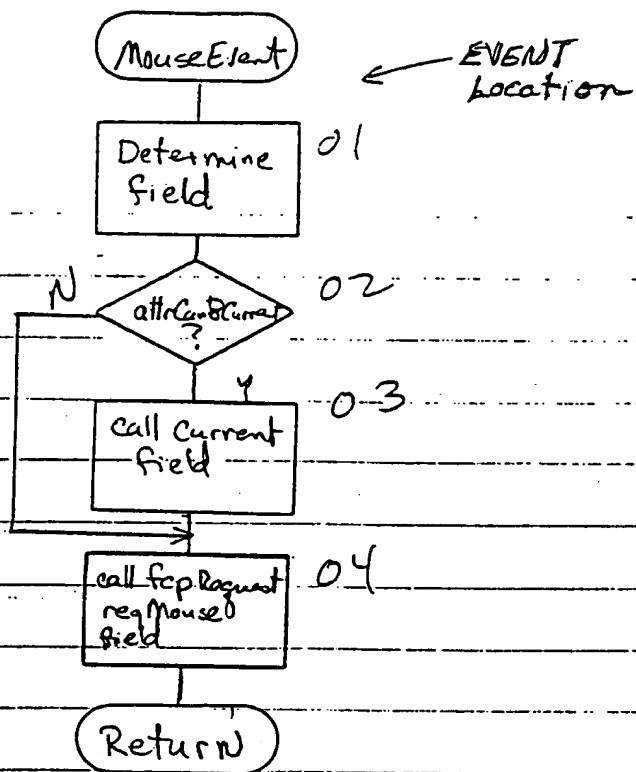 MouseEvent
EVENT
Location
Determine
field
01
N
02
?
Y
03
call current
field
call fcpRequest
reqMouse
field
04
Return